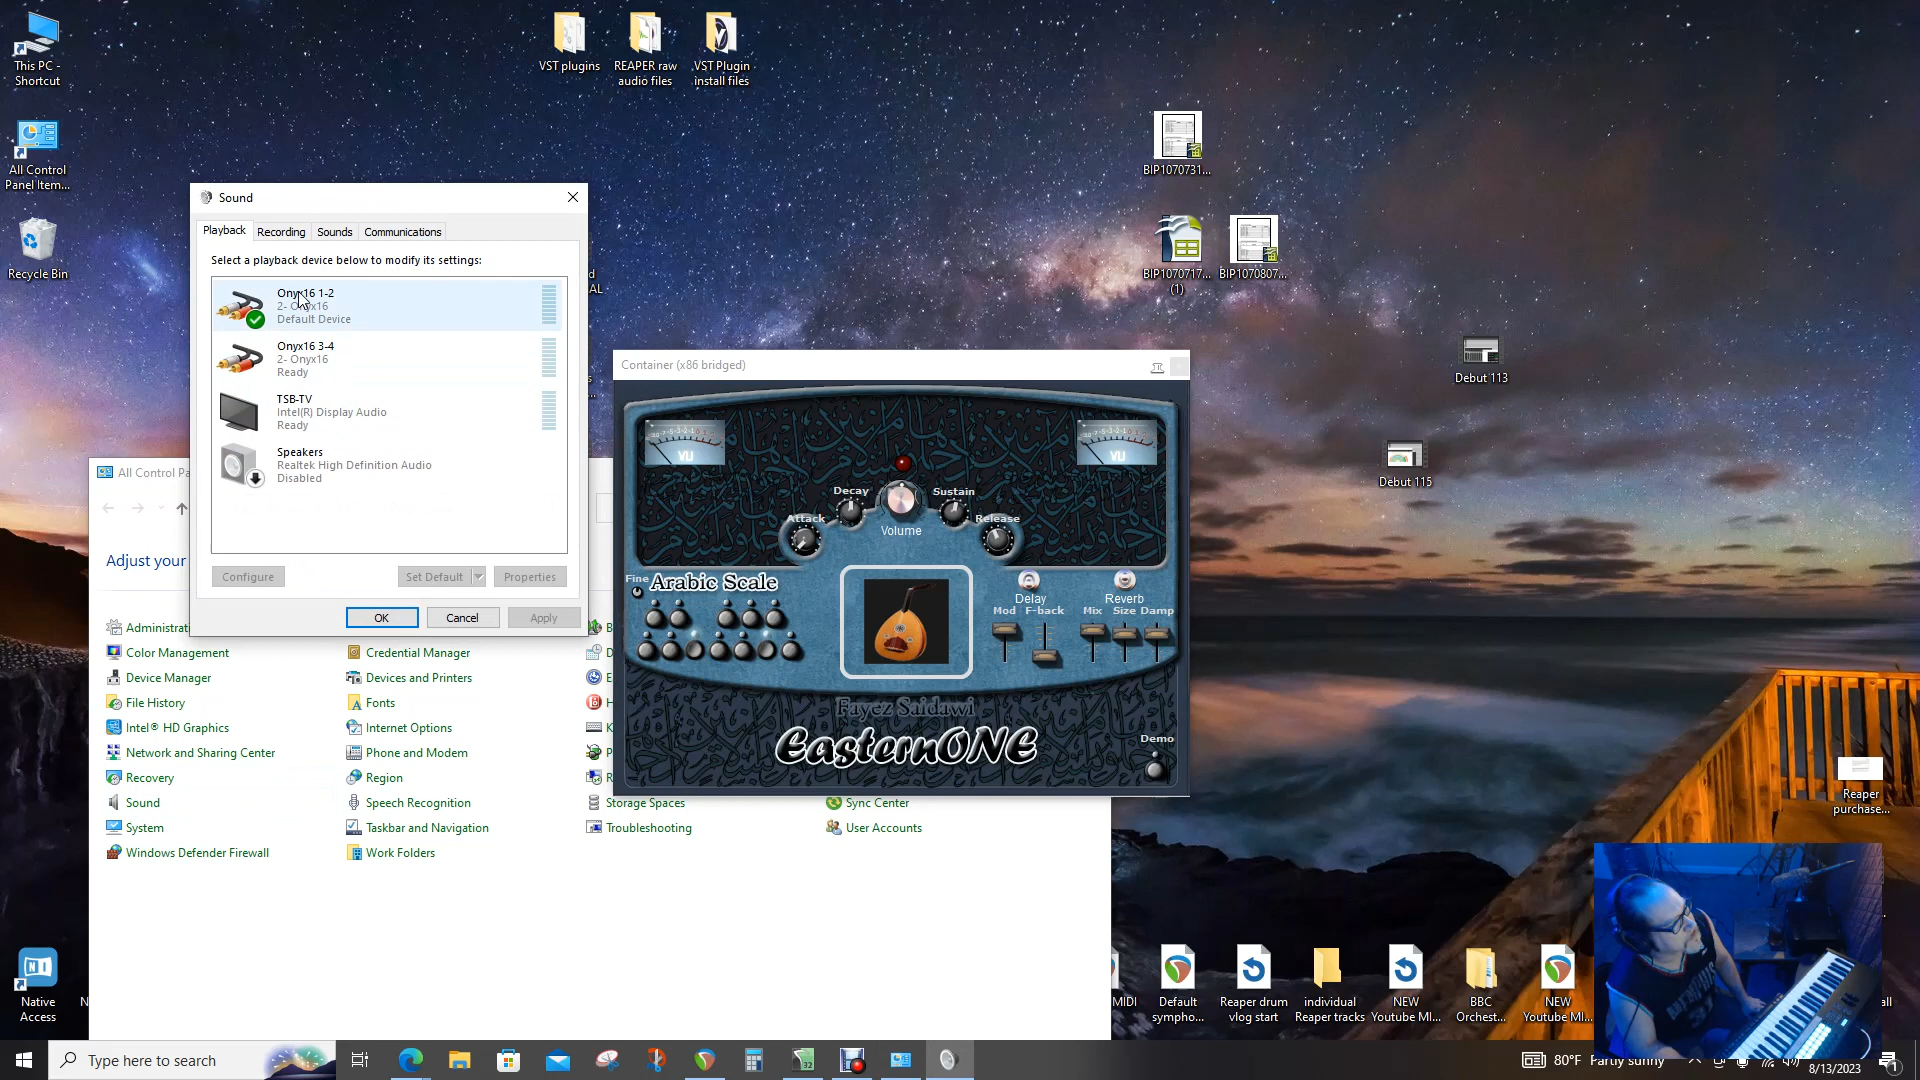 This PC -
Shortcut
All Control
Panel Item...
Recycle Bin
VST plugins
REAPER raw
audio files
VST Plugin
install files
BIP1070731...
BIP1070717...
(1)
BIP1070807...
Debut 113
Debut 115
Reaper
purchase...
Sound
Playback
Recording
Sounds
Communications
Select a playback device below to modify its settings:
Onyx16 1-2
2- Onyx16
Default Device
Onyx16 3-4
2- Onyx16
Ready
TSB-TV
Intel(R) Display Audio
Ready
Speakers
Realtek High Definition Audio
Disabled
Configure
Set Default
Properties
OK
Cancel
Apply
All Control Pa
Adjust your
Administrat
Color Management
Credential Manager
Device Manager
Devices and Printers
File History
Fonts
Intel® HD Graphics
Internet Options
Network and Sharing Center
Phone and Modem
Recovery
Region
Sound
Speech Recognition
Storage Spaces
Sync Center
System
Taskbar and Navigation
Troubleshooting
User Accounts
Windows Defender Firewall
Work Folders
Container (x86 bridged)
VU
VU
Decay
Sustain
Attack
Volume
Release
Fine
Arabic Scale
Delay
Mod F-back
Reverb
Mix Size Damp
Fayez Saidawi
EasternONE
Demo
Native
Access
MIDI
Default
sympho...
Reaper drum
vlog start
individual
Reaper tracks
NEW
Youtube MI...
BBC
Orchest...
NEW
Youtube MI...
Type here to search
80°F Partly sunny
8/13/2023